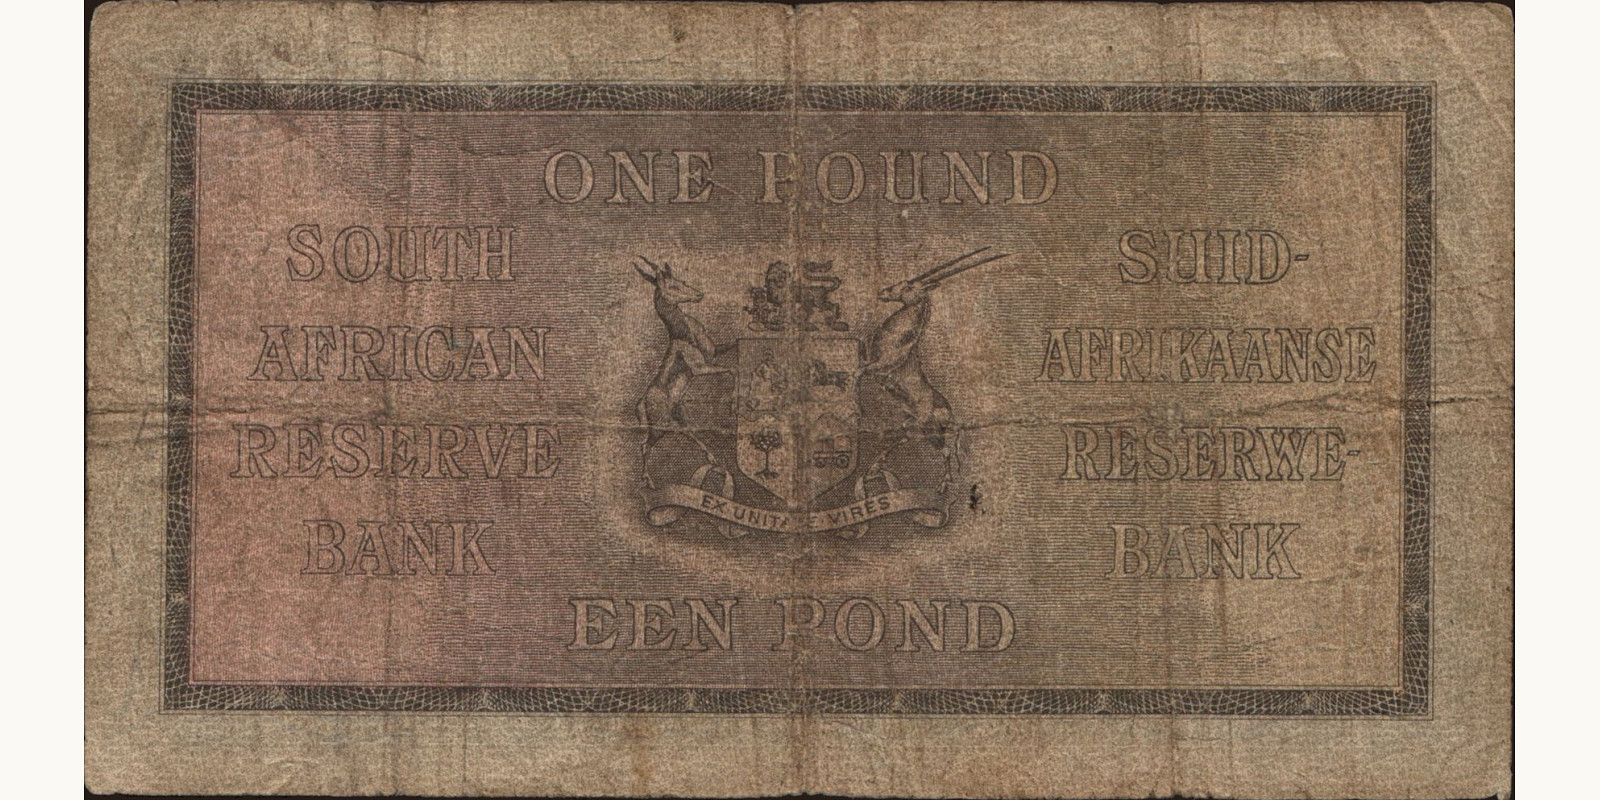 ONE POUND
SOUTH
AFRICAN
RESERVE
BANK
SUID-
AFRIKAANSE
RESERWE-
BANK
EX UNITATE VIRES
EEN POND